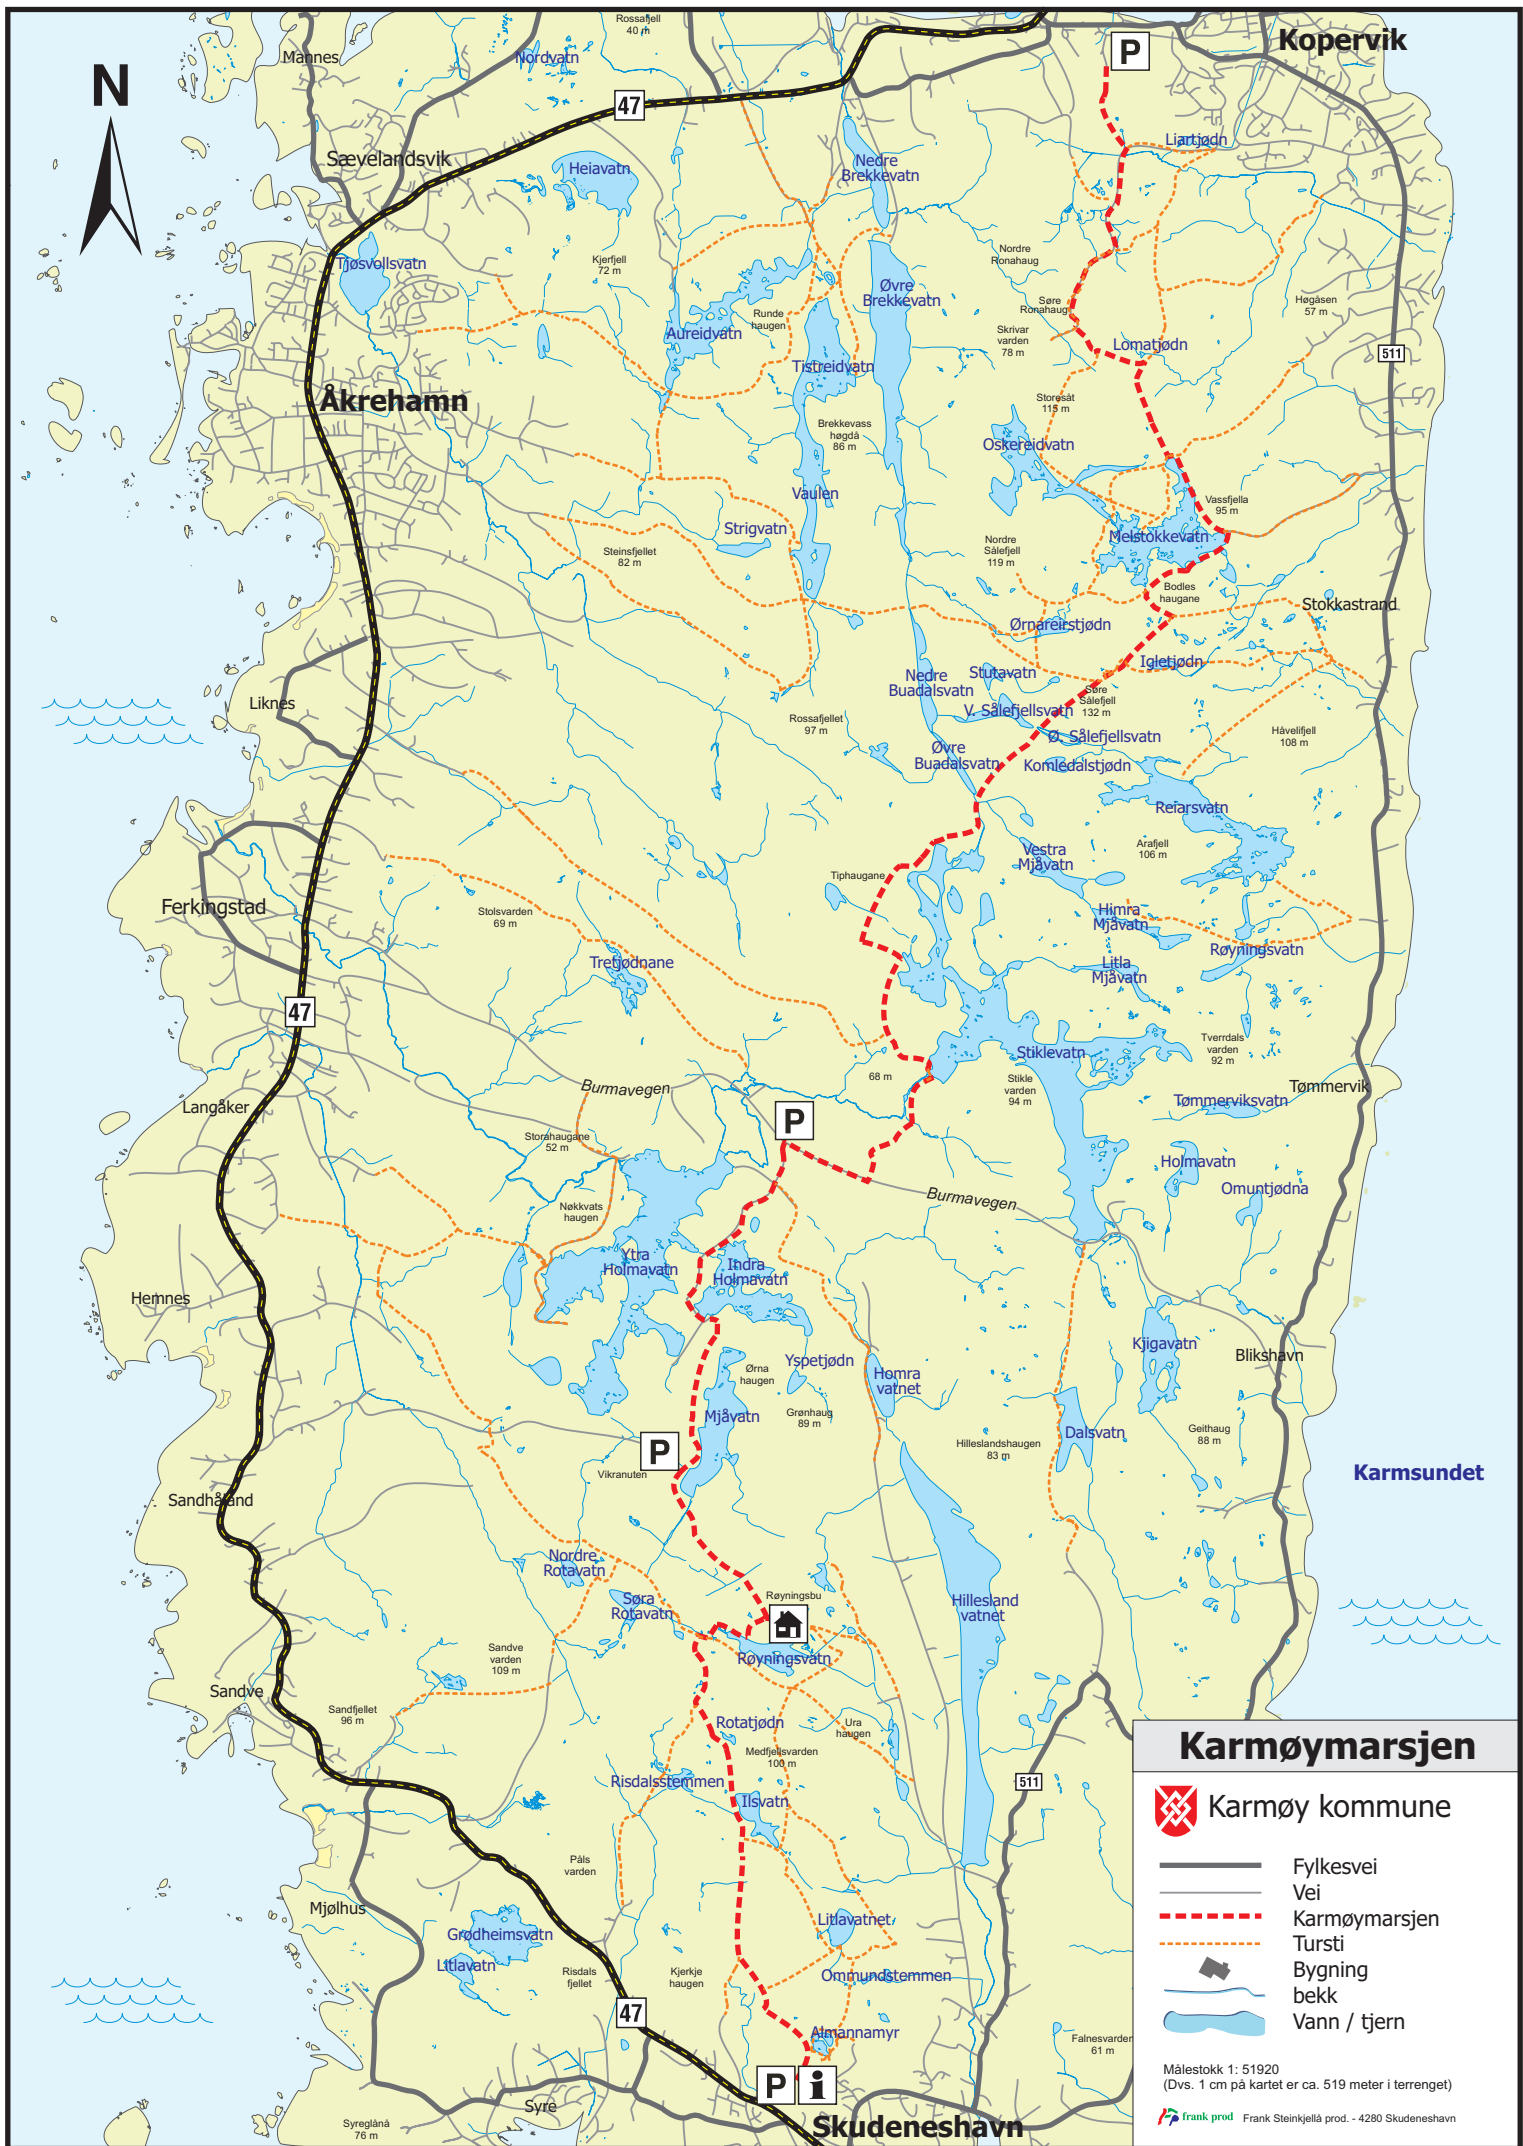 Rossafjell
40 m
Kopervik
P
Mannes
Nordvatn
N
47
Liartjødn
Sævelandsvik
Heiavatn
Nedre
Brekkevatn
Tjøsvollsvatn
Kjerfjell
72 m
Nordre
Ronahaug
Øvre
Brekkevatn
Søre
Ronahaug
Høgåsen
57 m
Runde
haugen
Aureidvatn
Skrivar
varden
78 m
Lomatjødn
511
Tistreidvatn
Åkrehamn
Storesåt
115 m
Brekkevass
høgdå
86 m
Oskereidvatn
Vaulen
Vassfjella
95 m
Strigvatn
Melstokkevatn
Steinsfjellet
82 m
Nordre
Sålefjell
119 m
Bodles
haugane
Stokkastrand
Ørnareirstjødn
Igletjødn
Nedre
Buadalsvatn
Stutavatn
Liknes
V. Sålefjellsvatn
Søre
Sålefjell
132 m
Rossafjellet
97 m
Ø. Sålefjellsvatn
Håvelifjell
108 m
Øvre
Buadalsvatn
Komledalstjødn
Reiarsvatn
Vestra
Mjåvatn
Arafjell
106 m
Tiphaugane
Ferkingstad
Stolsvarden
69 m
Himra
Mjåvatn
Røyningsvatn
Tretjødnane
Litla
Mjåvatn
47
Stiklevatn
Tverrdals
varden
92 m
68 m
Stikle
varden
94 m
Burmavegen
Tømmervik
Langåker
Tømmerviksvatn
P
Storahaugane
52 m
Holmavatn
Omuntjødna
Burmavegen
Nøkkvats
haugen
Ytra
Holmavatn
Indra
Holmavatn
Hemnes
Kjigavatn
Blikshavn
Yspetjødn
Ørna
haugen
Homra
vatnet
Mjåvatn
Grønhaug
89 m
Dalsvatn
Geithaug
88 m
P
Hilleslandshaugen
83 m
Vikranuten
Karmsundet
Sandhåland
Nordre
Rotavatn
Søra
Rotavatn
Røyningsbu
Hillesland
vatnet
Sandve
varden
109 m
Røyningsvatn
Sandve
Sandfjellet
96 m
Rotatjødn
Ura
haugen
Medfjellsvarden
100 m
Risdalsstemmen
511
Ilsvatn
Påls
varden
Mjølhus
Grødheimsvatn
Litlavatnet
Litlavatn
Risdals
fjellet
Kjerkje
haugen
Ommundstemmen
47
Almannamyr
Falnesvarden
61 m
P
i
Syre
Syreglånå
76 m
Skudeneshavn
Karmøymarsjen
Karmøy kommune
Fylkesvei
Vei
Karmøymarsjen
Tursti
Bygning
bekk
Vann / tjern
Målestokk 1: 51920
(Dvs. 1 cm på kartet er ca. 519 meter i terrenget)
frank prod Frank Steinkjellå prod. - 4280 Skudeneshavn